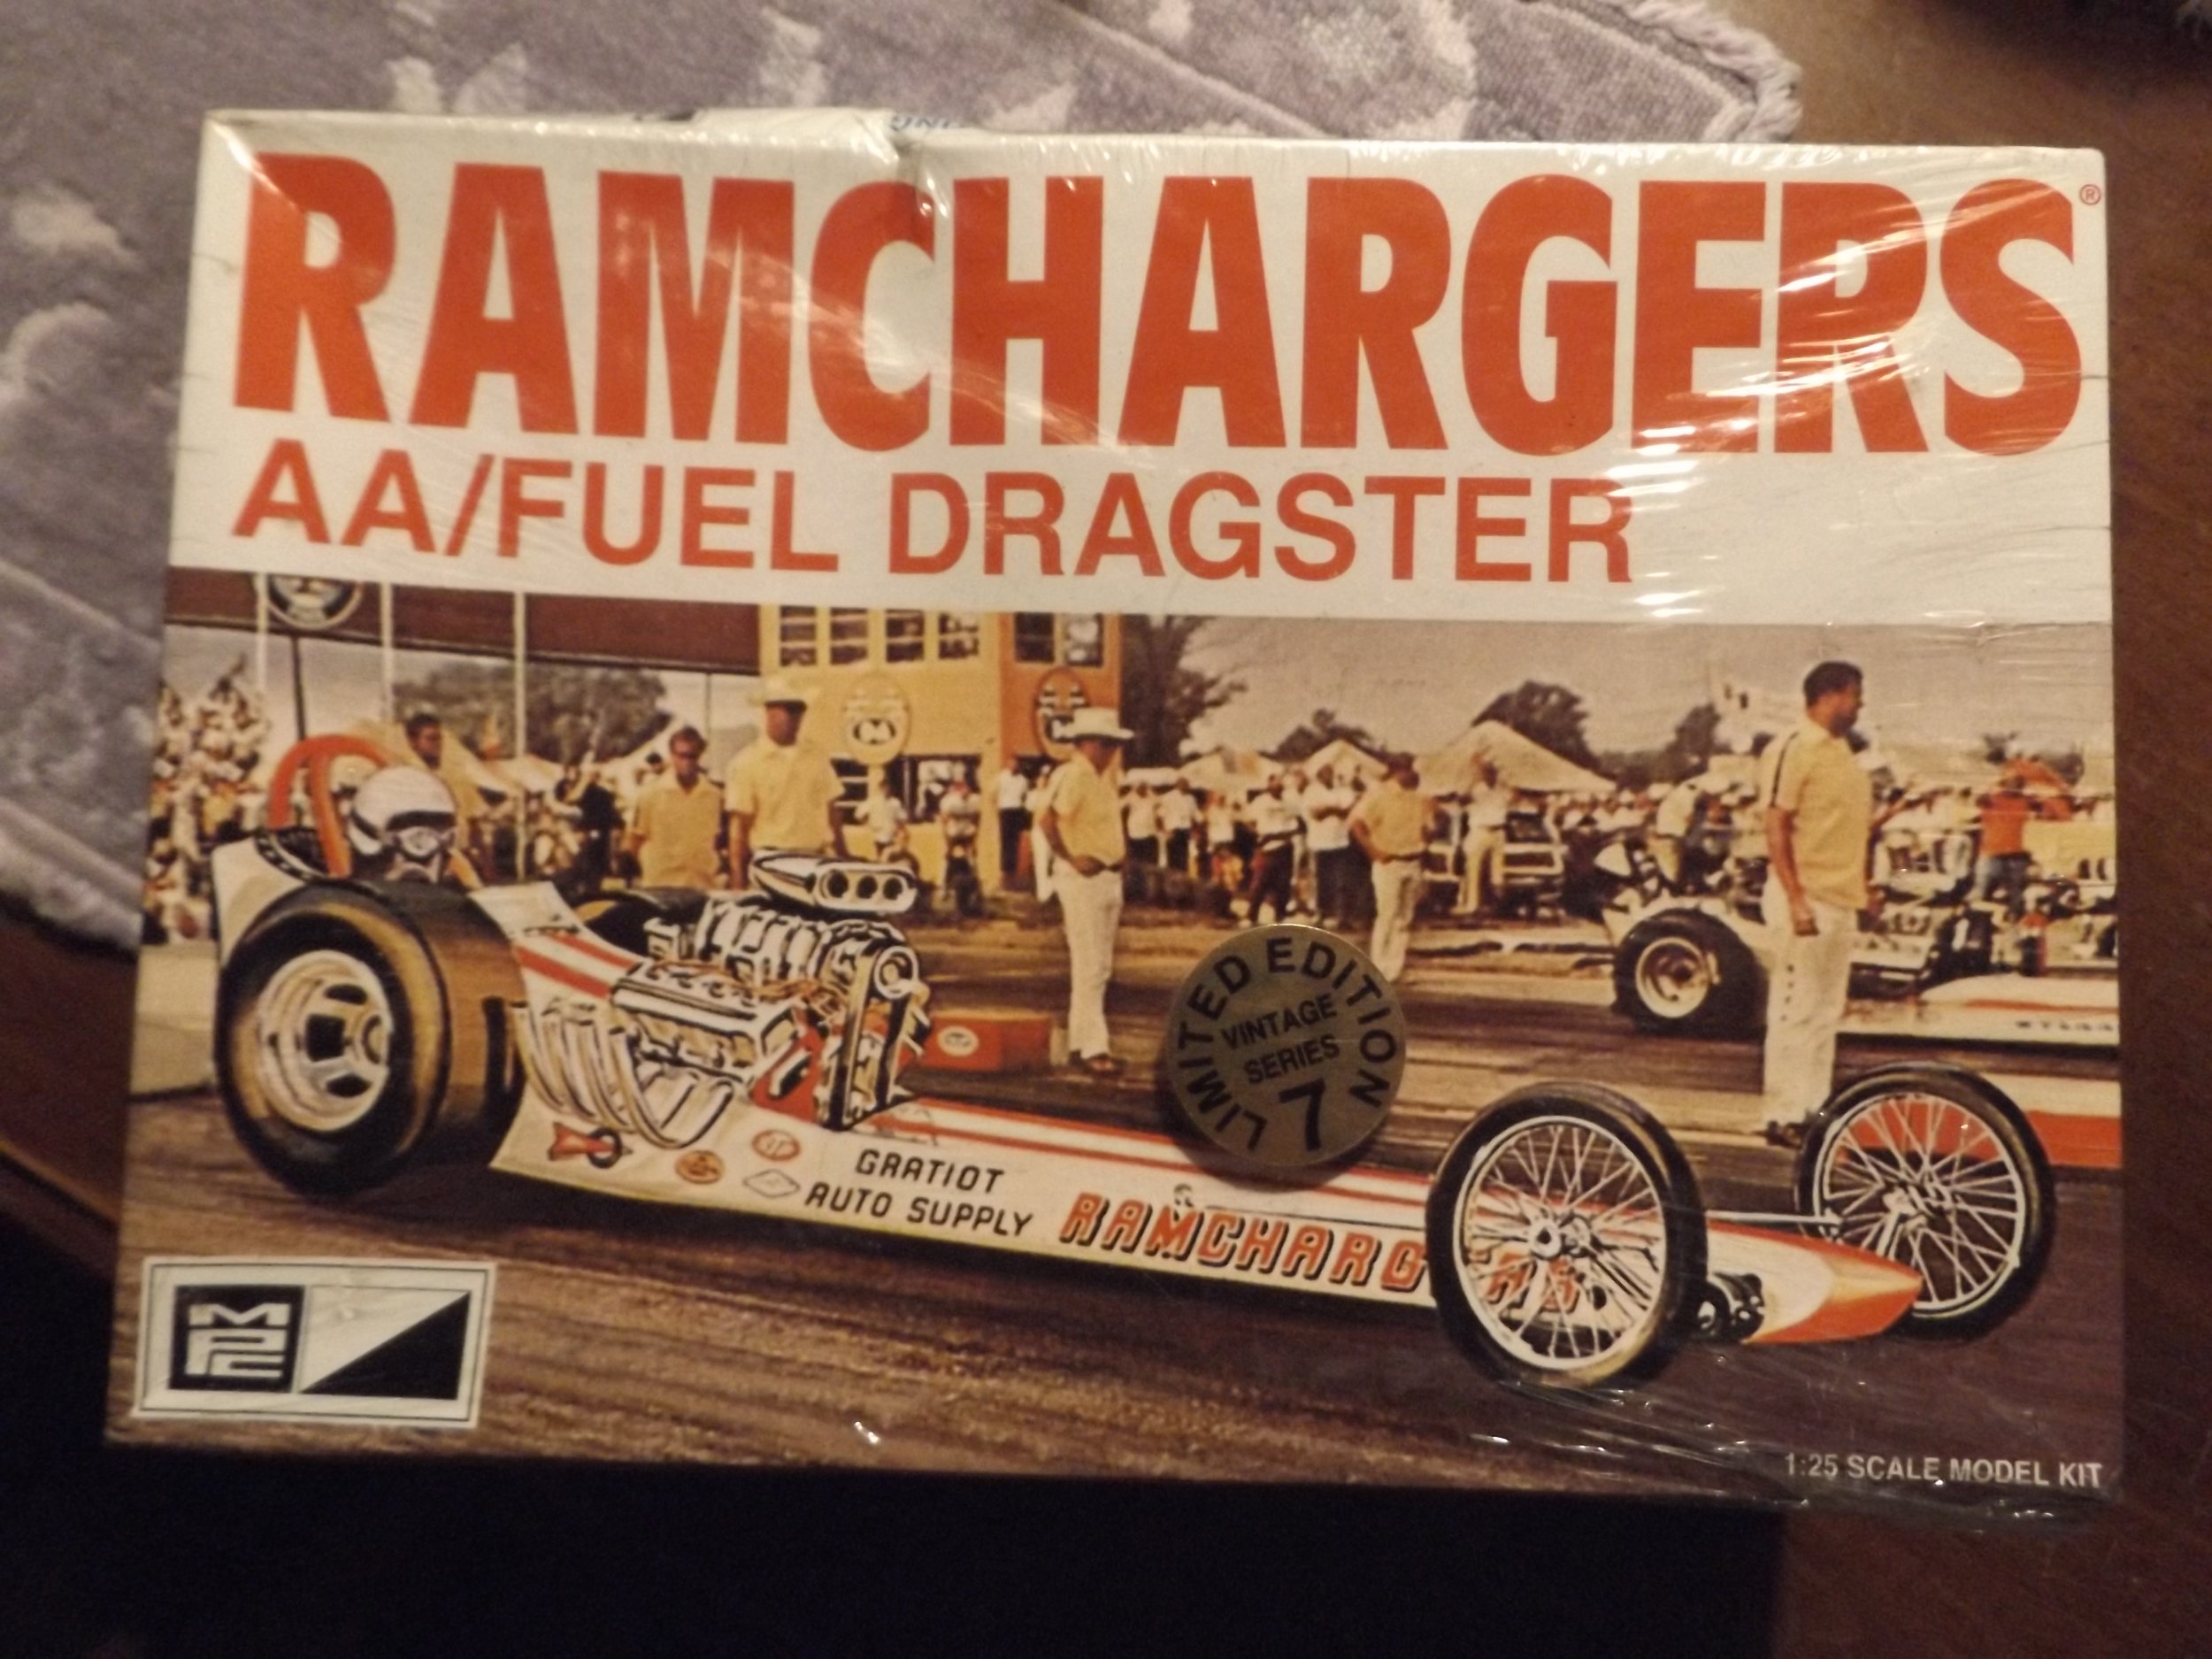 RAMCHARGERS®
AA/FUEL DRAGSTER
LIMITED EDITION
VINTAGE
SERIES
7
STP
GRATIOT
AUTO SUPPLY
RAMCHARG
MPC
1:25 SCALE MODEL KIT